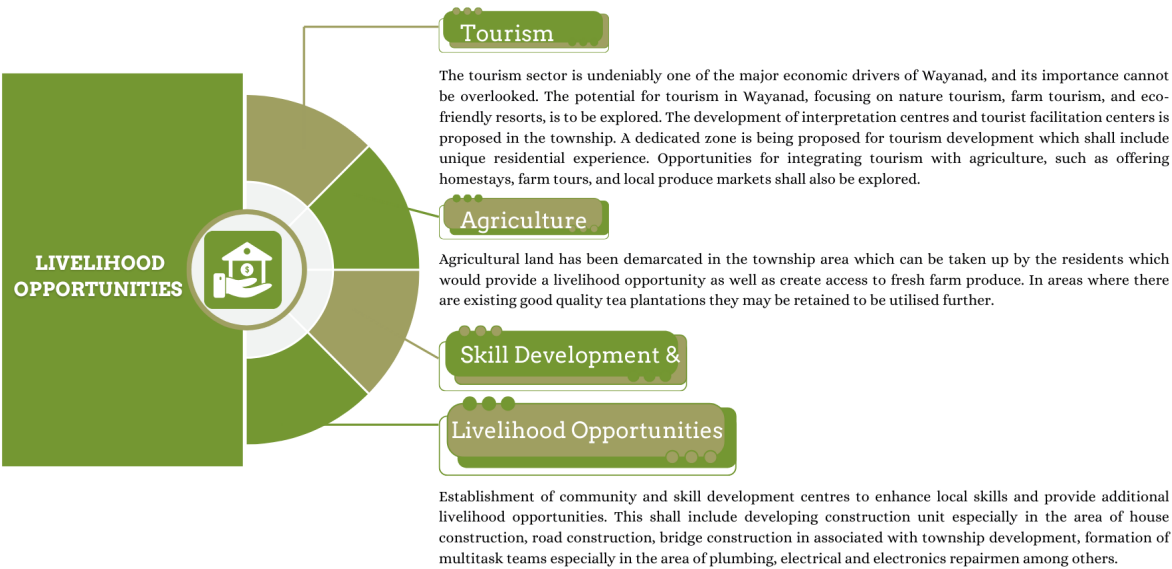 LIVELIHOOD
OPPORTUNITIES
Tourism
The tourism sector is undeniably one of the major economic drivers of Wayanad, and its importance cannot
be overlooked. The potential for tourism in Wayanad, focusing on nature tourism, farm tourism, and eco-
friendly resorts, is to be explored. The development of interpretation centres and tourist facilitation centers is
proposed in the township. A dedicated zone is being proposed for tourism development which shall include
unique residential experience. Opportunities for integrating tourism with agriculture, such as offering
homestays, farm tours, and local produce markets shall also be explored.
Agriculture
Agricultural land has been demarcated in the township area which can be taken up by the residents which
would provide a livelihood opportunity as well as create access to fresh farm produce. In areas where there
are existing good quality tea plantations they may be retained to be utilised further.
Skill Development &
Livelihood Opportunities
Establishment of community and skill development centres to enhance local skills and provide additional
livelihood opportunities. This shall include developing construction unit especially in the area of house
construction, road construction, bridge construction in associated with township development, formation of
multitask teams especially in the area of plumbing, electrical and electronics repairmen among others.